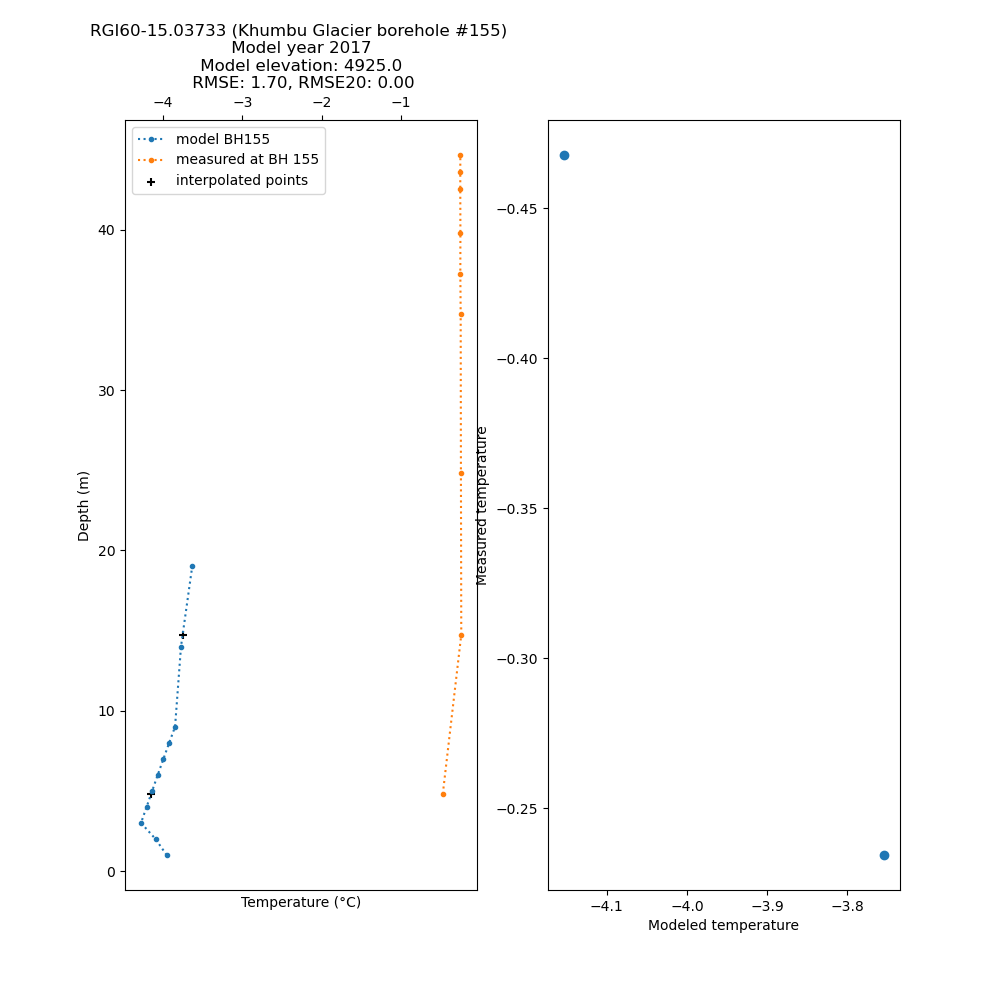 RGI60-15.03733 (Khumbu Glacier borehole #155)
Model year 2017
Model elevation: 4925.0
RMSE: 1.70, RMSE20: 0.00
−4 −3 −2 −1
model BH155
measured at BH 155
interpolated points
40
30
20
10
0
Depth (m)
Temperature (°C)
−0.45
−0.40
−0.35
−0.30
−0.25
Measured temperature
−4.1 −4.0 −3.9 −3.8
Modeled temperature